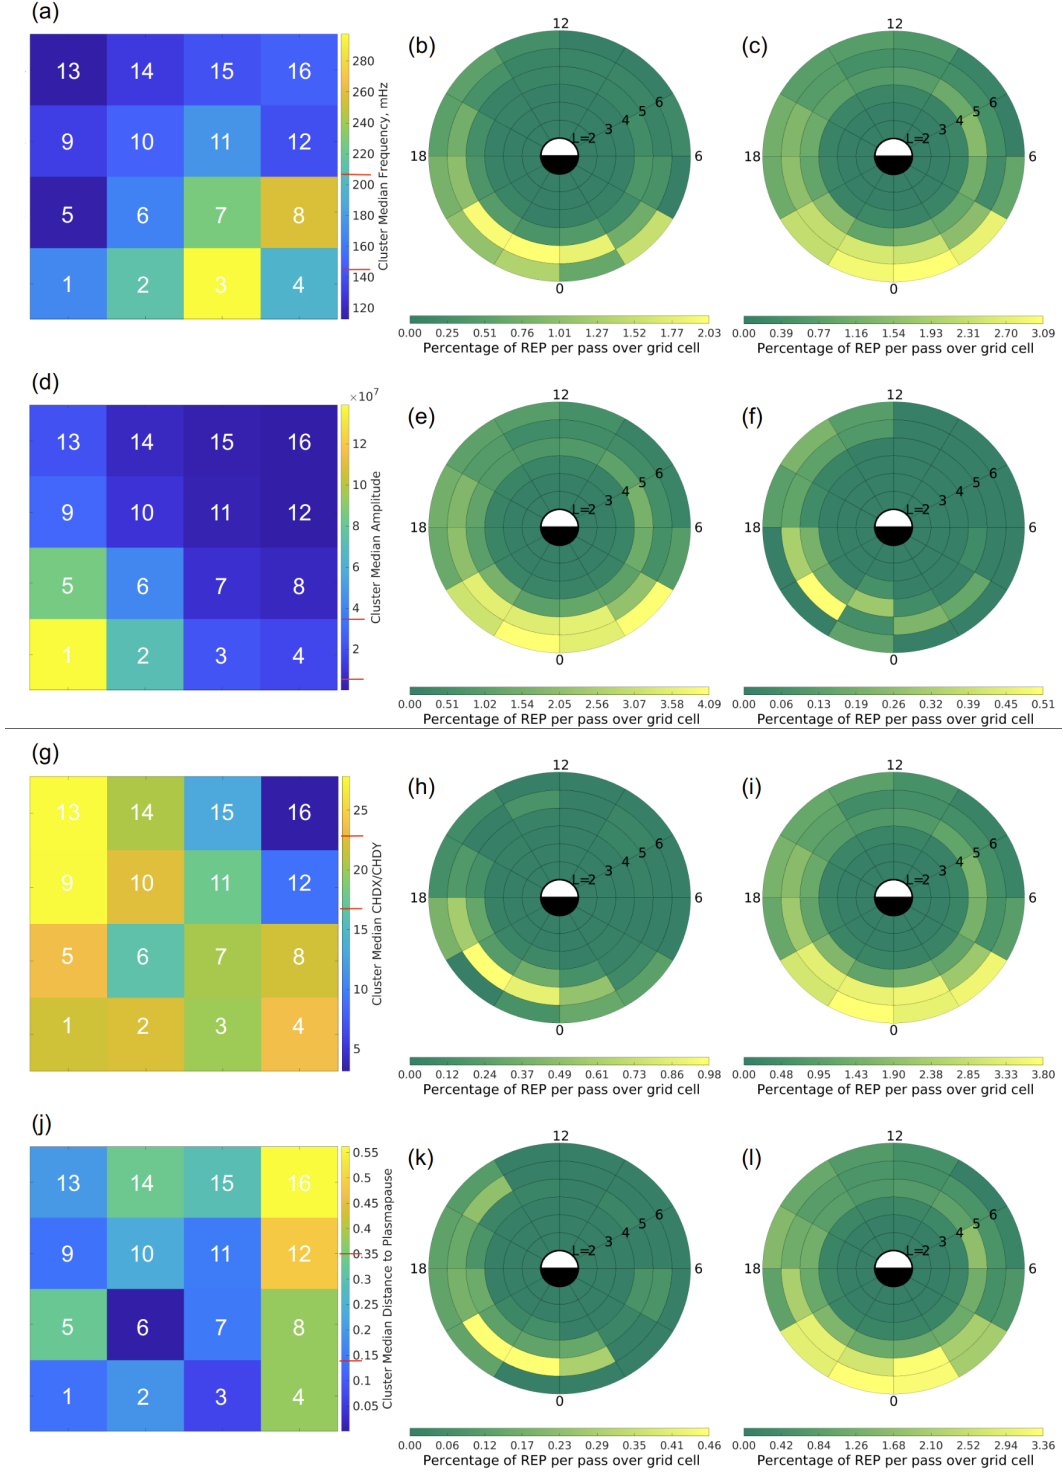 (a)
13 14 15 16
9 10 11 12
5 6 7 8
1 2 3 4
280
260
240
220
200
180
160
140
120
Cluster Median Frequency, mHz
(b)
12
18
6
0
L=2 3 4 5 6
0.00 0.25 0.51 0.76 1.01 1.27 1.52 1.77 2.03
Percentage of REP per pass over grid cell
(c)
12
18
6
0
L=2 3 4 5 6
0.00 0.39 0.77 1.16 1.54 1.93 2.31 2.70 3.09
Percentage of REP per pass over grid cell
(d)
13 14 15 16
9 10 11 12
5 6 7 8
1 2 3 4
×10⁷
12
10
8
6
4
2
Cluster Median Amplitude
(e)
12
18
6
0
L=2 3 4 5 6
0.00 0.51 1.02 1.54 2.05 2.56 3.07 3.58 4.09
Percentage of REP per pass over grid cell
(f)
12
18
6
0
L=2 3 4 5 6
0.00 0.06 0.13 0.19 0.26 0.32 0.38 0.45 0.51
Percentage of REP per pass over grid cell
(g)
13 14 15 16
9 10 11 12
5 6 7 8
1 2 3 4
25
20
15
10
5
Cluster Median CHDX/CHDY
(h)
12
18
6
0
L=2 3 4 5 6
0.00 0.12 0.24 0.37 0.49 0.61 0.73 0.86 0.98
Percentage of REP per pass over grid cell
(i)
12
18
6
0
L=2 3 4 5 6
0.00 0.48 0.95 1.43 1.90 2.38 2.85 3.33 3.80
Percentage of REP per pass over grid cell
(j)
13 14 15 16
9 10 11 12
5 6 7 8
1 2 3 4
0.55
0.5
0.45
0.4
0.35
0.3
0.25
0.2
0.15
0.1
0.05
Cluster Median Distance to Plasmapause
(k)
12
18
6
0
L=2 3 4 5 6
0.00 0.06 0.12 0.17 0.23 0.29 0.35 0.41 0.46
Percentage of REP per pass over grid cell
(l)
12
18
6
0
L=2 3 4 5 6
0.00 0.42 0.84 1.26 1.68 2.10 2.52 2.94 3.36
Percentage of REP per pass over grid cell